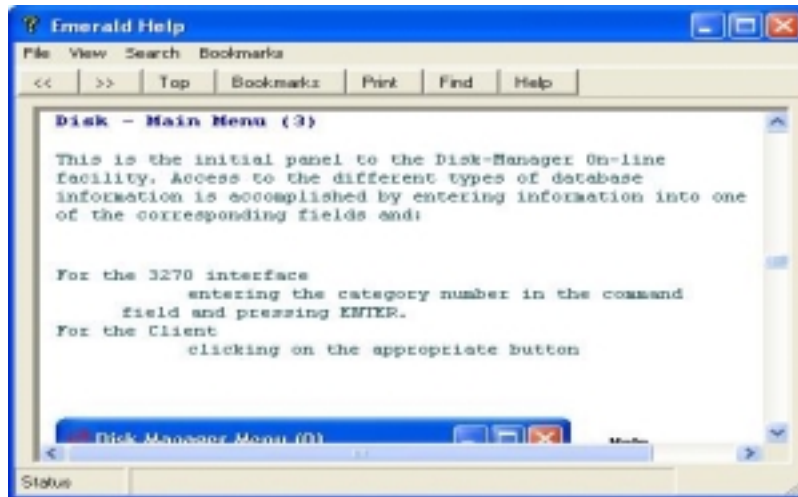 Emerald Help
File View Search Bookmarks
<< >> Top Bookmarks Print Find Help
Disk - Main Menu (3)
This is the initial panel to the Disk-Manager On-line
facility. Access to the different types of database
information is accomplished by entering information into one
of the corresponding fields and:
For the 3270 interface
entering the category number in the command
field and pressing ENTER.
For the Client
clicking on the appropriate button
Disk Manager Menu (0)
Status